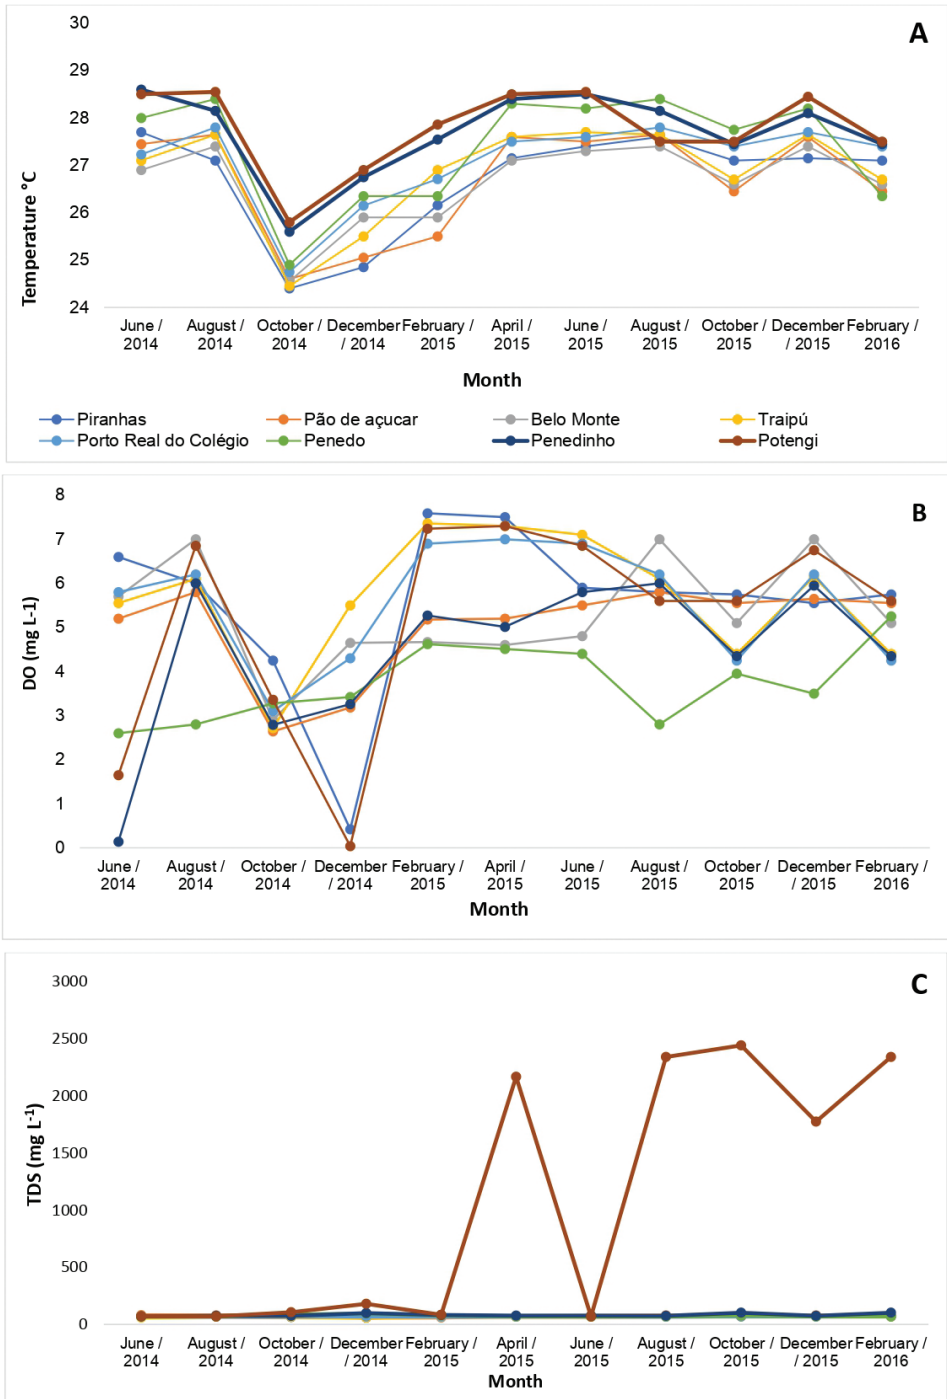 A
30
29
28
27
26
25
24
Temperature °C
June / 2014
August / 2014
October / 2014
December / 2014
February / 2015
April / 2015
June / 2015
August / 2015
October / 2015
December / 2015
February / 2016
Month
Piranhas
Pão de açucar
Belo Monte
Traipú
Porto Real do Colégio
Penedo
Penedinho
Potengi
B
8
7
6
5
4
3
2
1
0
DO (mg L-1)
June / 2014
August / 2014
October / 2014
December / 2014
February / 2015
April / 2015
June / 2015
August / 2015
October / 2015
December / 2015
February / 2016
Month
C
3000
2500
2000
1500
1000
500
0
TDS (mg L-1)
June / 2014
August / 2014
October / 2014
December / 2014
February / 2015
April / 2015
June / 2015
August / 2015
October / 2015
December / 2015
February / 2016
Month